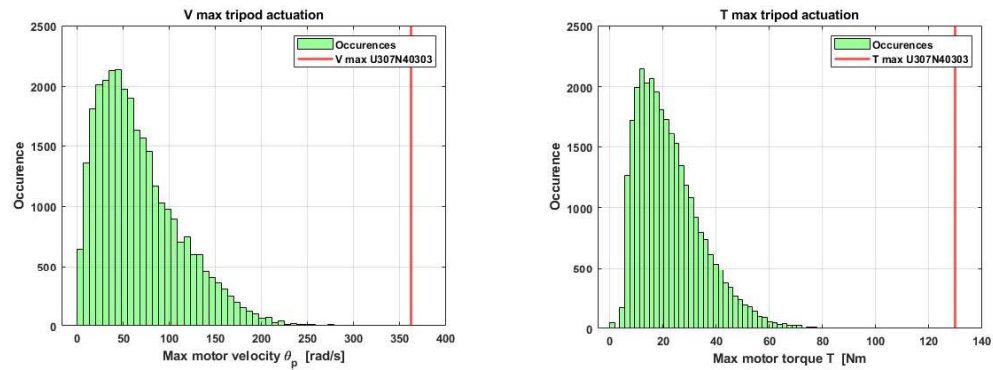 V max tripod actuation
2500
2000
1500
1000
500
0
Occurence
Occurences
V max U307N40303
0 50 100 150 200 250 300 350 400
Max motor velocity θp [rad/s]
T max tripod actuation
2500
2000
1500
1000
500
0
Occurence
Occurences
T max U307N40303
0 20 40 60 80 100 120 140
Max motor torque T [Nm